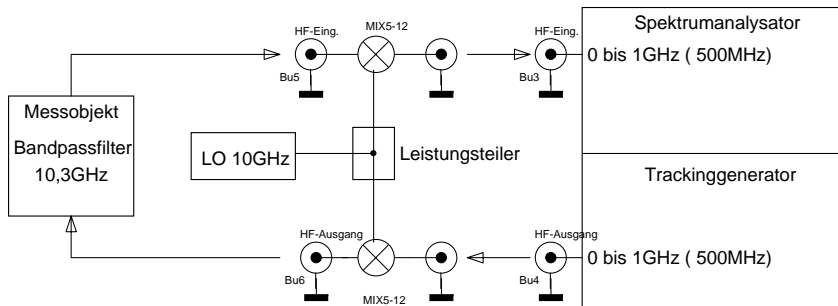 HF-Eing.
MIX5-12
HF-Eing.
Spektrumanalysator
0 bis 1GHz ( 500MHz)
Bu5
Bu3
Messobjekt
Bandpassfilter
10,3GHz
LO 10GHz
Leistungsteiler
Trackinggenerator
HF-Ausgang
HF-Ausgang
0 bis 1GHz ( 500MHz)
Bu6
Bu4
MIX5-12